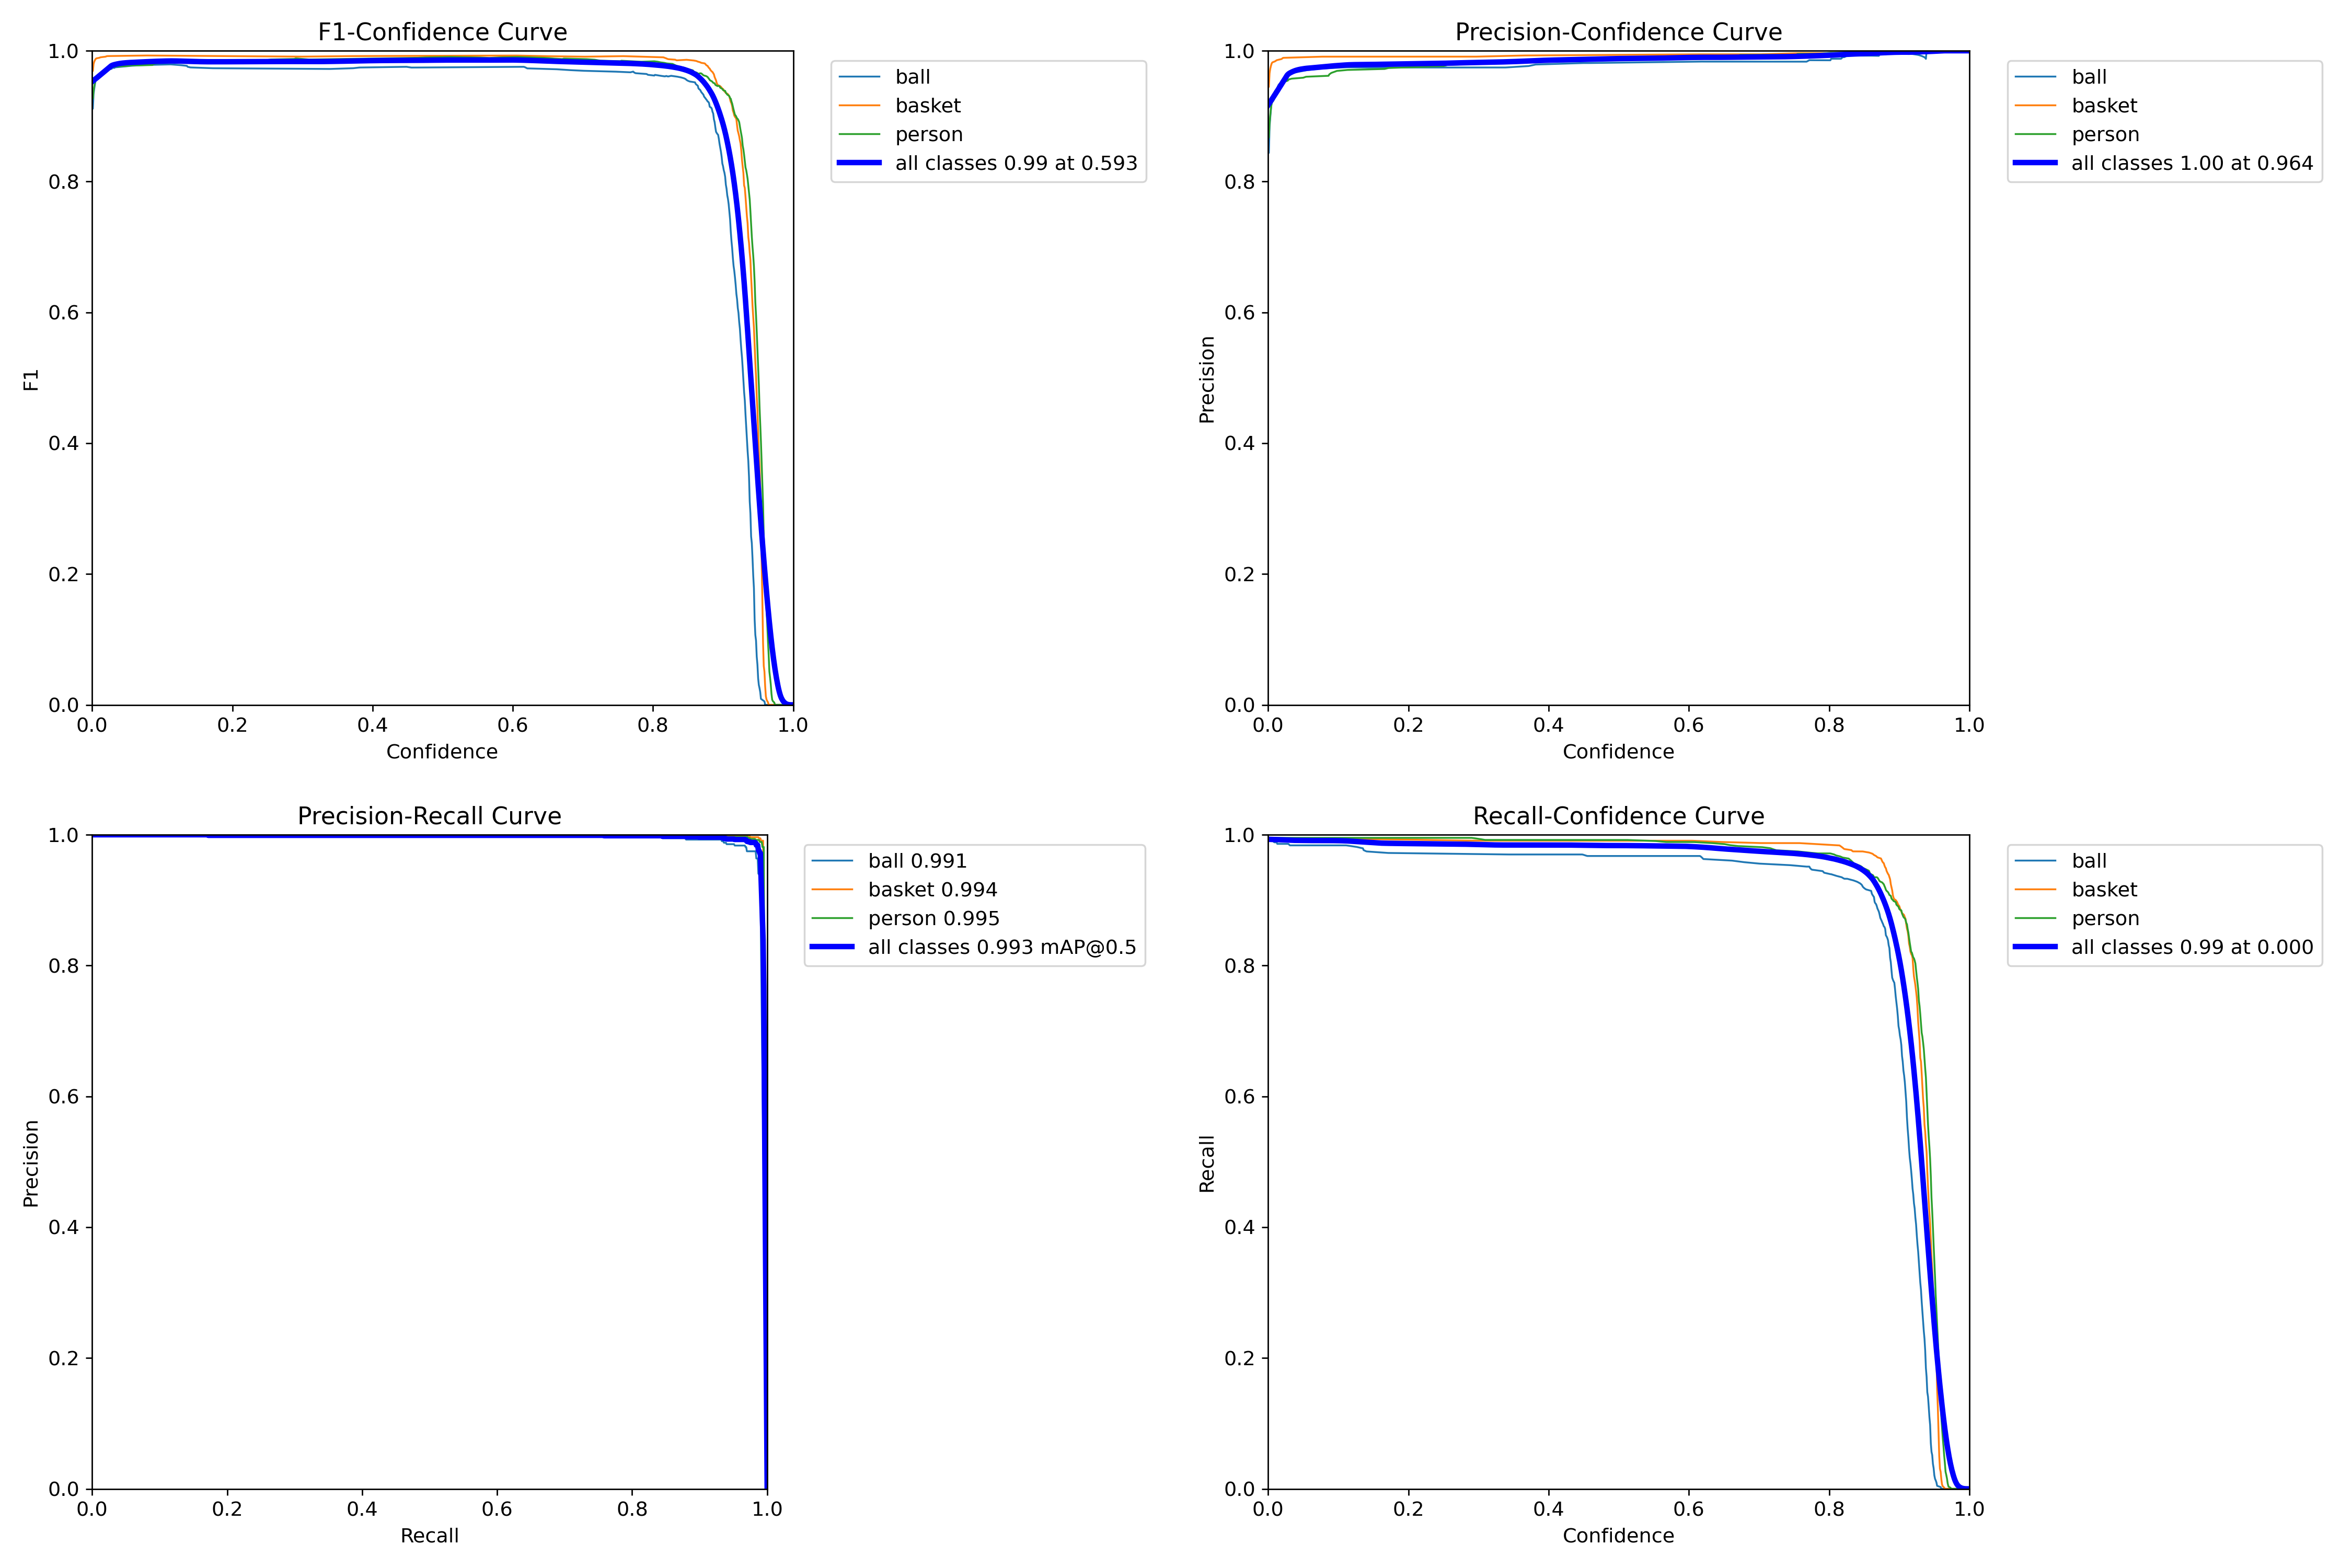 F1-Confidence Curve
1.0
0.8
0.6
0.4
0.2
0.0
F1
0.0 0.2 0.4 0.6 0.8 1.0
Confidence
ball
basket
person
all classes 0.99 at 0.593
Precision-Confidence Curve
1.0
0.8
0.6
0.4
0.2
0.0
Precision
0.0 0.2 0.4 0.6 0.8 1.0
Confidence
ball
basket
person
all classes 1.00 at 0.964
Precision-Recall Curve
1.0
0.8
0.6
0.4
0.2
0.0
Precision
0.0 0.2 0.4 0.6 0.8 1.0
Recall
ball 0.991
basket 0.994
person 0.995
all classes 0.993 mAP@0.5
Recall-Confidence Curve
1.0
0.8
0.6
0.4
0.2
0.0
Recall
0.0 0.2 0.4 0.6 0.8 1.0
Confidence
ball
basket
person
all classes 0.99 at 0.000